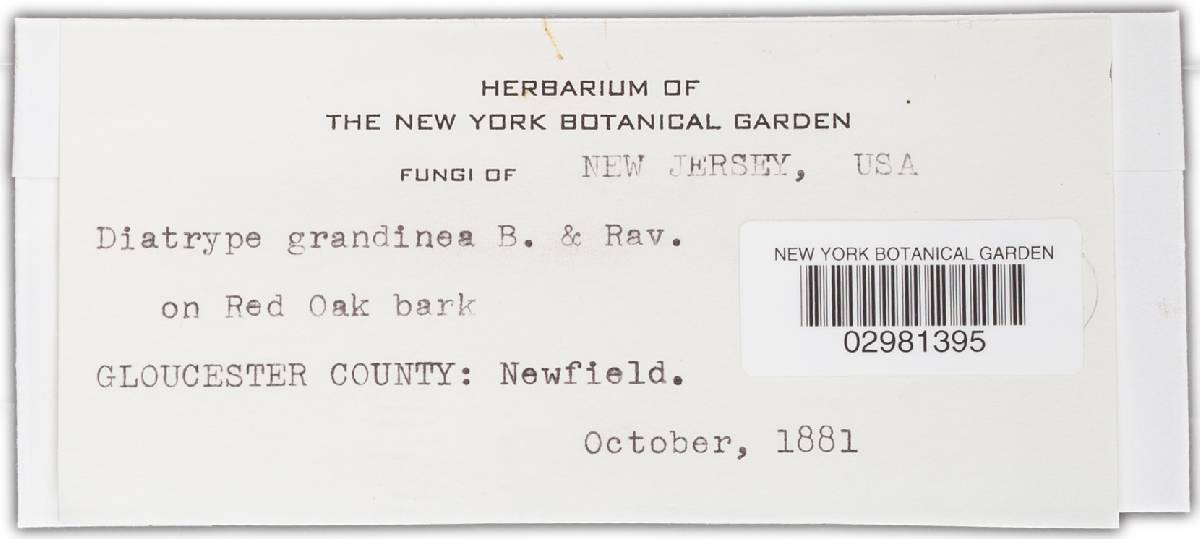 HERBARIUM OF
THE NEW YORK BOTANICAL GARDEN
FUNGI OF NEW JERSEY, USA
Diatrype grandinea B. & Rav.
on Red Oak bark
GLOUCESTER COUNTY: Newfield.
October, 1881
NEW YORK BOTANICAL GARDEN
02981395